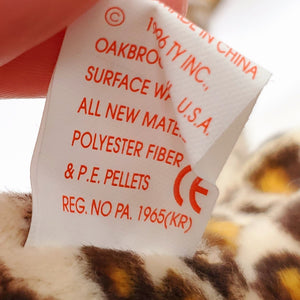 MADE IN CHINA
© 1996 TY INC.,
OAKBROO
SURFACE WA U.S.A.
ALL NEW MATE
POLYESTER FIBER
& P.E. PELLETS CE
REG. NO PA. 1965(KR)